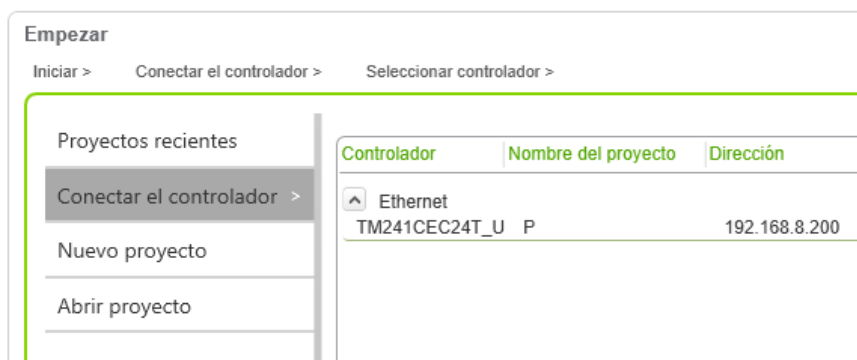 Empezar
Iniciar > Conectar el controlador > Seleccionar controlador >
Proyectos recientes
Conectar el controlador >
Nuevo proyecto
Abrir proyecto
Controlador Nombre del proyecto Dirección
Ethernet
TM241CEC24T_U P 192.168.8.200